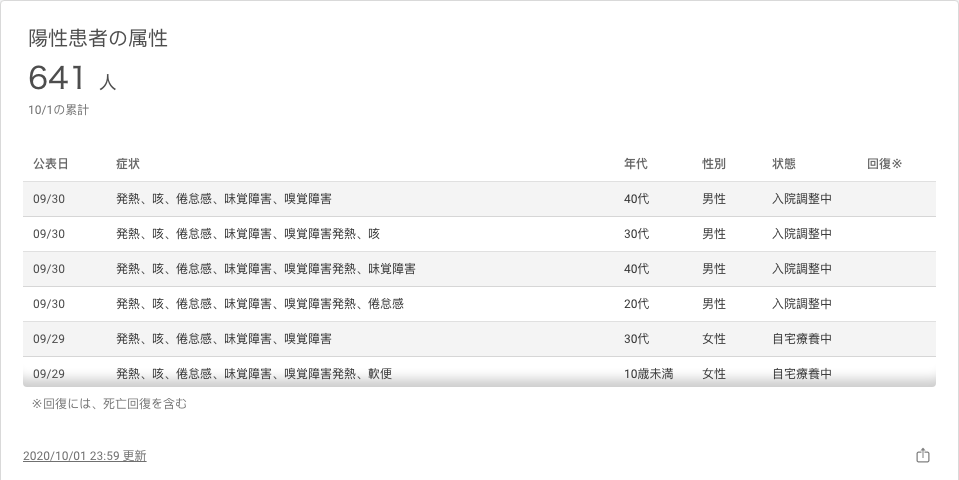 陽性患者の属性
641 人
10/1の累計
公表日 症状 年代 性別 状態 回復※
09/30 発熱、咳、倦怠感、味覚障害、嗅覚障害 40代 男性 入院調整中
09/30 発熱、咳、倦怠感、味覚障害、嗅覚障害発熱、咳 30代 男性 入院調整中
09/30 発熱、咳、倦怠感、味覚障害、嗅覚障害発熱、味覚障害 40代 男性 入院調整中
09/30 発熱、咳、倦怠感、味覚障害、嗅覚障害発熱、倦怠感 20代 男性 入院調整中
09/29 発熱、咳、倦怠感、味覚障害、嗅覚障害 30代 女性 自宅療養中
09/29 発熱、咳、倦怠感、味覚障害、嗅覚障害発熱、軟便 10歳未満 女性 自宅療養中
※回復には、死亡回復を含む
2020/10/01 23:59 更新